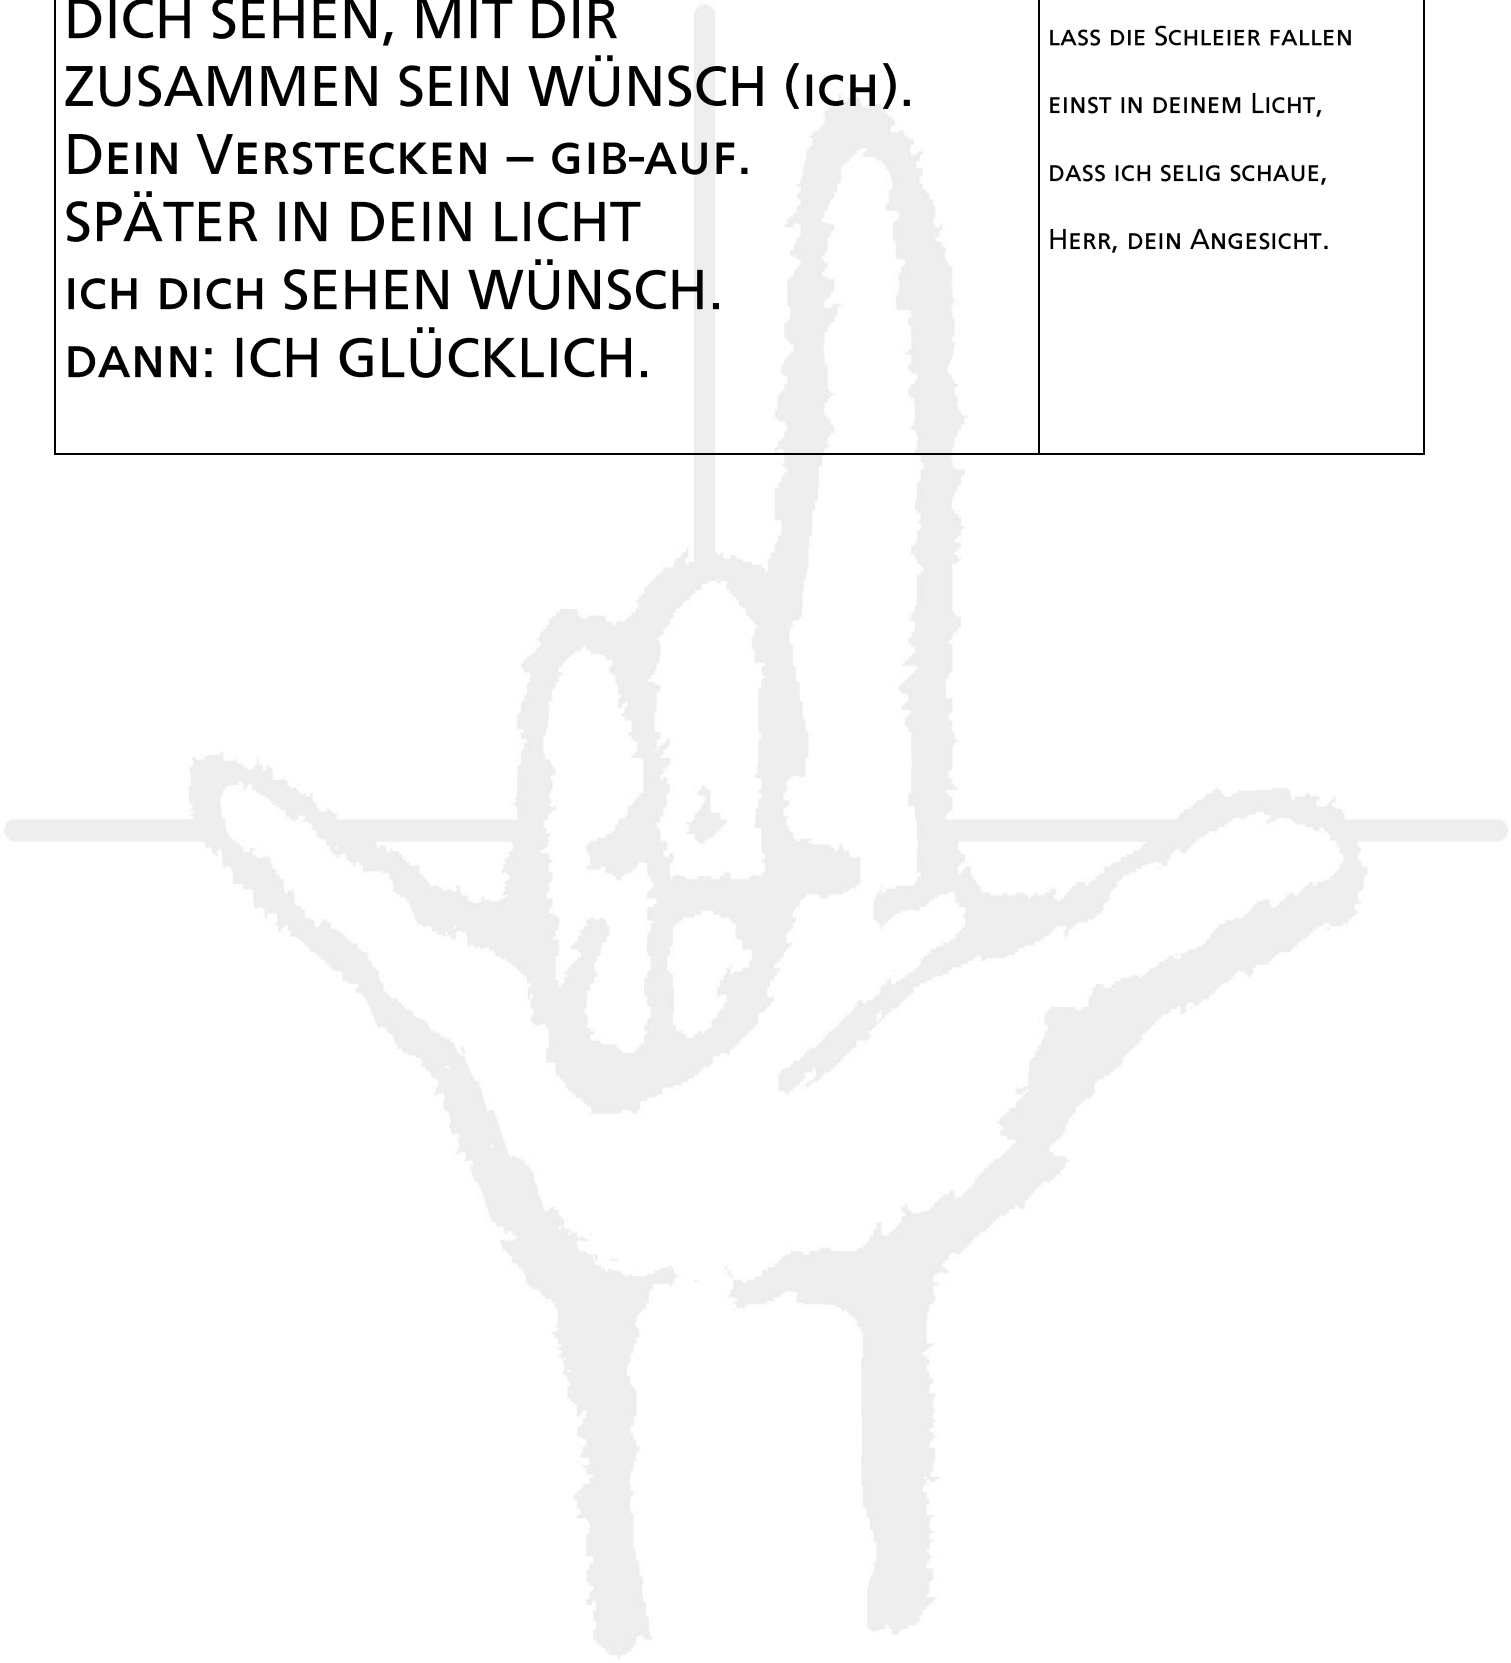 DICH SEHEN, MIT DIR
ZUSAMMEN SEIN WÜNSCH (ICH).
DEIN VERSTECKEN – GIB-AUF.
SPÄTER IN DEIN LICHT
ICH DICH SEHEN WÜNSCH.
DANN: ICH GLÜCKLICH.
LASS DIE SCHLEIER FALLEN
EINST IN DEINEM LICHT,
DASS ICH SELIG SCHAUE,
HERR, DEIN ANGESICHT.